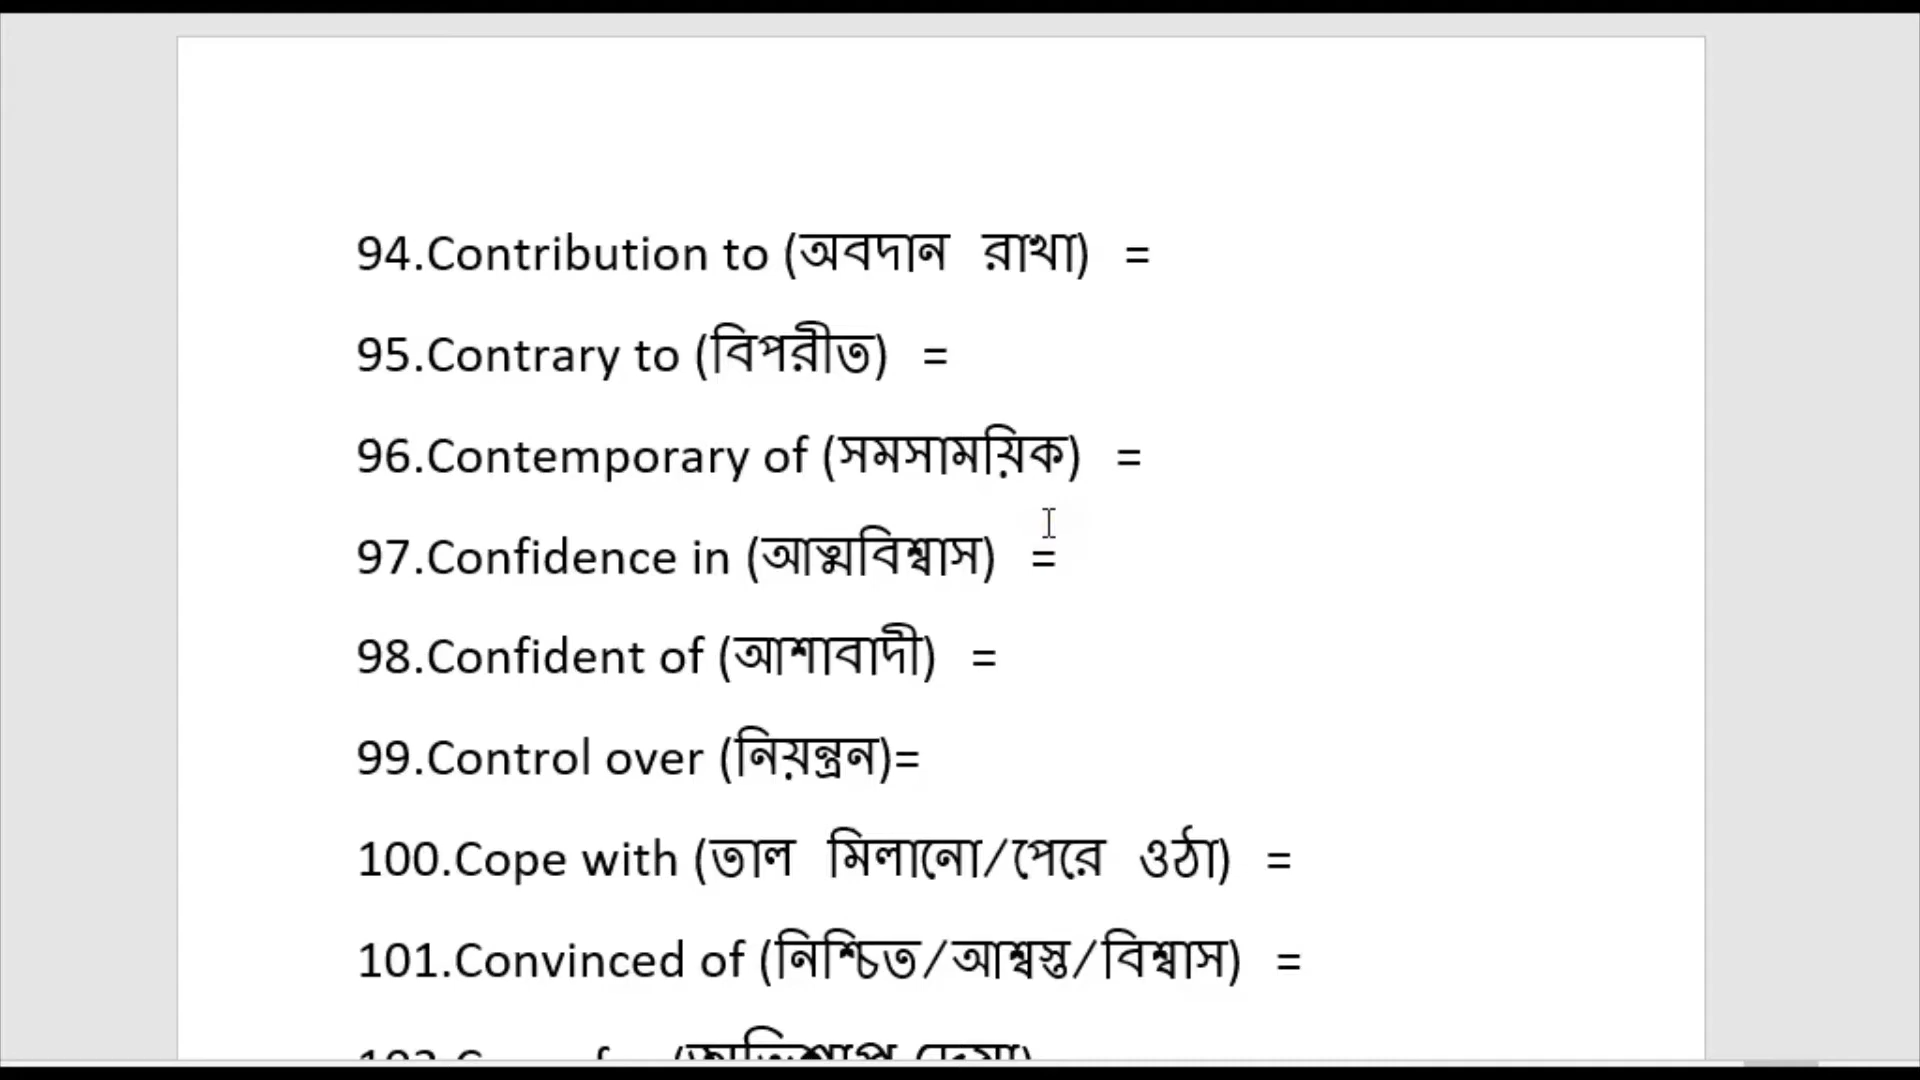 94.Contribution to (অবদান রাখা) =
95.Contrary to (বিপরীত) =
96.Contemporary of (সমসাময়িক) =
97.Confidence in (আত্মবিশ্বাস) =
98.Confident of (আশাবাদী) =
99.Control over (নিয়ন্ত্রন)=
100.Cope with (তাল মিলানো/পেরে ওঠা) =
101.Convinced of (নিশ্চিত/আশ্বস্ত/বিশ্বাস) =